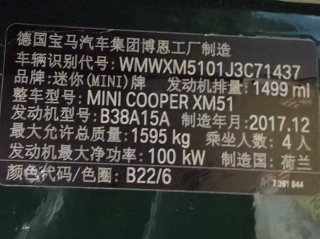 德国宝马汽车集团博恩工厂制造
车辆识别代号: WMWXM5101J3C71437
品牌: 迷你(MINI)牌 发动机排量: 1499 ml
整车型号: MINI COOPER XM51
发动机型号: B38A15A 制造年月: 2017.12
最大允许总质量: 1595 kg 乘坐人数: 4 人
发动机最大净功率: 100 kW 制造国: 荷兰
颜色代码/色圈: B22/6
7 391 944